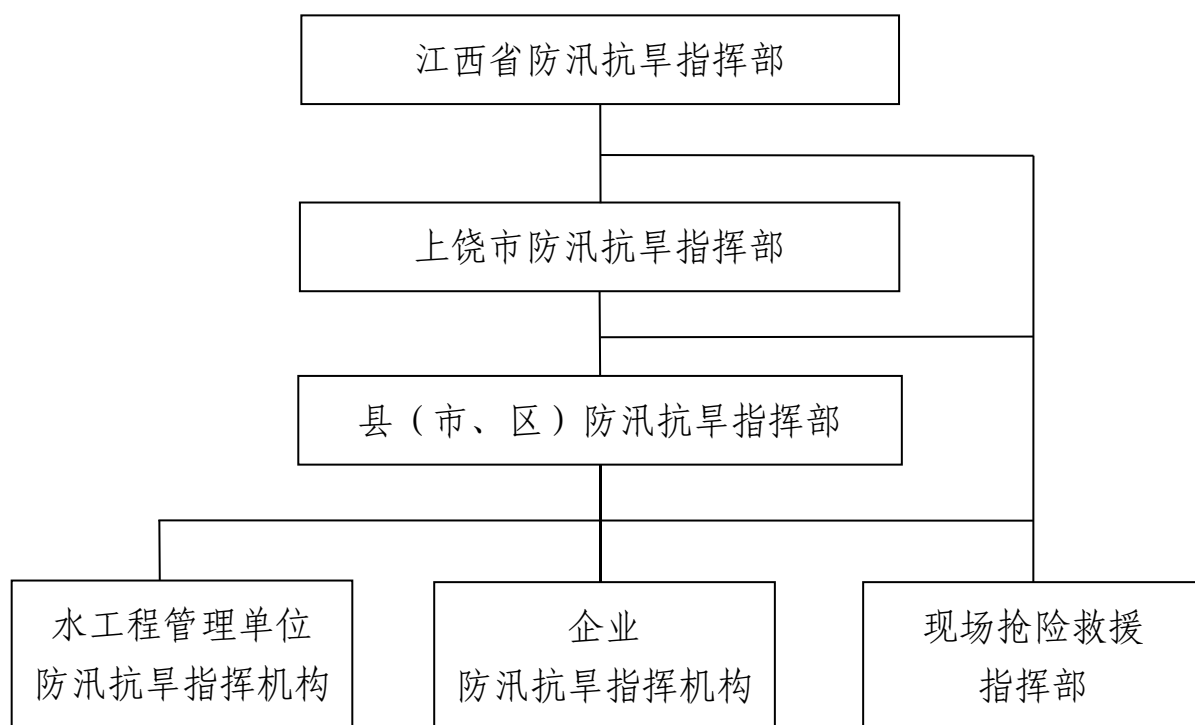 江西省防汛抗旱指挥部
上饶市防汛抗旱指挥部
县（市、区）防汛抗旱指挥部
水工程管理单位
防汛抗旱指挥机构
企业
防汛抗旱指挥机构
现场抢险救援
指挥部